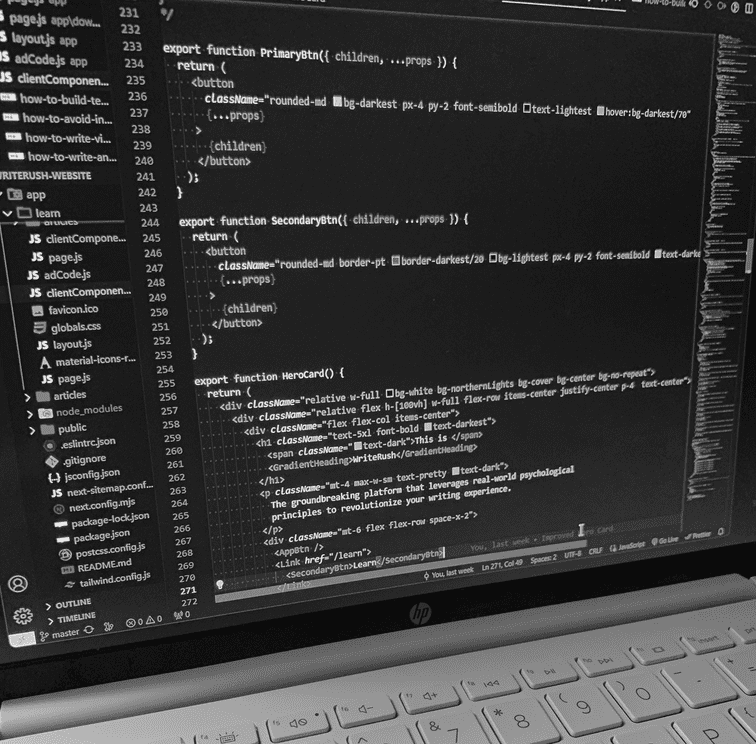 page.js app
page.js app\dow...
layout.js app
adCode.js app
clientComponen...
how-to-build-te...
how-to-avoid-in...
how-to-write-vi...
how-to-write-an...
WRITERUSH-WEBSITE
app
learn
articles
clientCompone...
page.js
adCode.js
clientComponen...
favicon.ico
globals.css
layout.js
material-icons-r...
page.js
articles
node_modules
public
.eslintrc.json
.gitignore
jsconfig.json
next-sitemap.conf...
next.config.mjs
package-lock.json
package.json
postcss.config.js
README.md
tailwind.config.js
OUTLINE
TIMELINE
how-to-buil
231 */
232
233 export function PrimaryBtn({ children, ...props }) {
234 return (
235 <button
236 className="rounded-md bg-darkest px-4 py-2 font-semibold text-lightest hover:bg-darkest/70"
237 {...props}
238 >
239 {children}
240 </button>
241 );
242 }
243
244 export function SecondaryBtn({ children, ...props }) {
245 return (
246 <button
247 className="rounded-md border-pt border-darkest/20 bg-lightest px-4 py-2 font-semibold text-darke
248 {...props}
249 >
250 {children}
251 </button>
252 );
253 }
254
255 export function HeroCard() {
256 return (
257 <div className="relative w-full bg-white bg-northernLights bg-cover bg-center bg-no-repeat">
258 <div className="relative flex h-[100vh] w-full flex-row items-center justify-center p-4 text-center">
259 <div className="flex flex-col items-center">
260 <h1 className="text-5xl font-bold text-darkest">
261 <span className="text-dark">This is </span>
262 <GradientHeading>WriteRush</GradientHeading>
263 </h1>
264 <p className="mt-4 max-w-sm text-pretty text-dark">
265 The groundbreaking platform that leverages real-world psychological
266 principles to revolutionize your writing experience.
267 </p>
268 <div className="mt-6 flex flex-row space-x-2">
269 <AppBtn />
270 <Link href="/learn">
271 <SecondaryBtn>Learn</SecondaryBtn> You, last week • Improved Hero Card
272 </Link>
master 0 0 0 You, last week Ln 271, Col 49 Spaces: 2 UTF-8 CRLF JavaScript Go Live Prettier
hp
f4 f5 f6 f7 f8 insert
& 7 * 8 ( 9 ) 0 - P